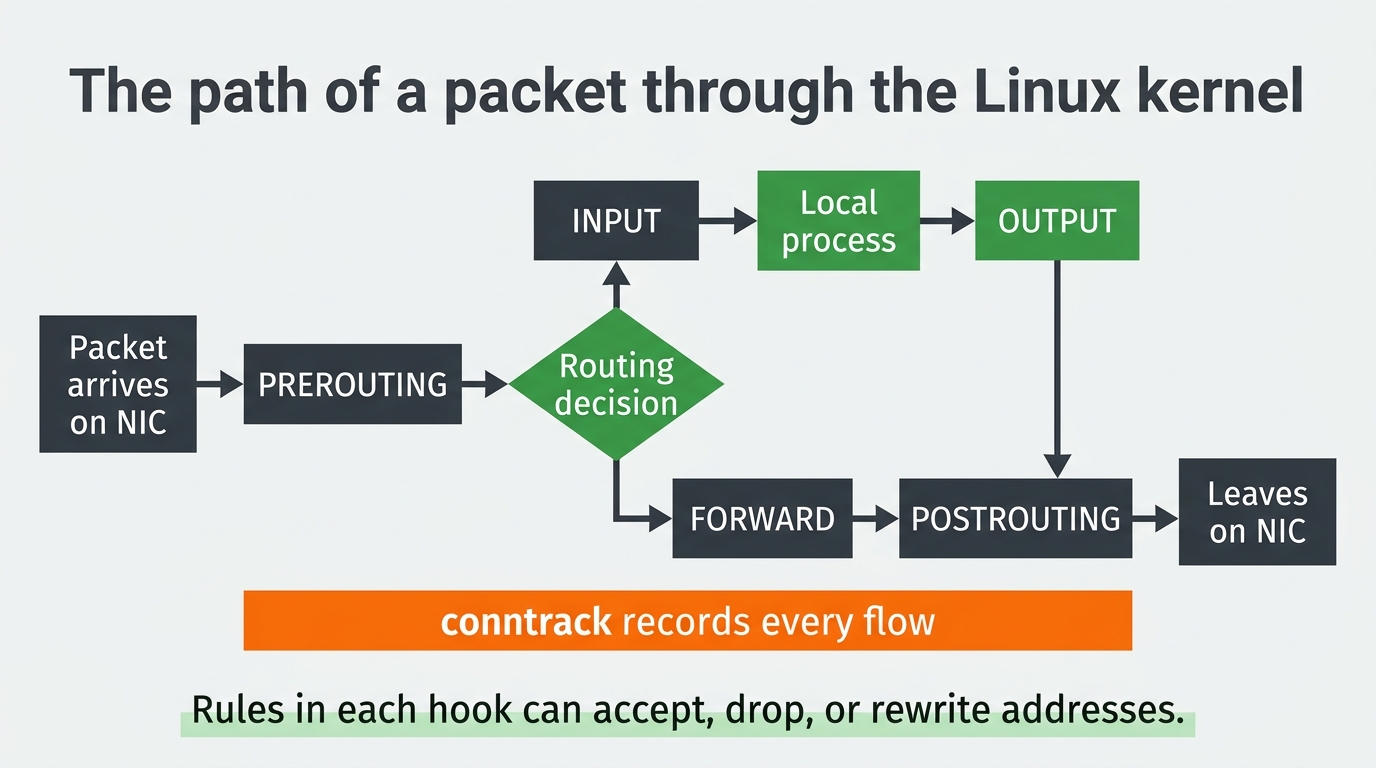 The path of a packet through the Linux kernel
Packet
arrives
on NIC
PREROUTING
Routing
decision
INPUT
Local
process
OUTPUT
FORWARD
POSTROUTING
Leaves
on NIC
conntrack records every flow
Rules in each hook can accept, drop, or rewrite addresses.